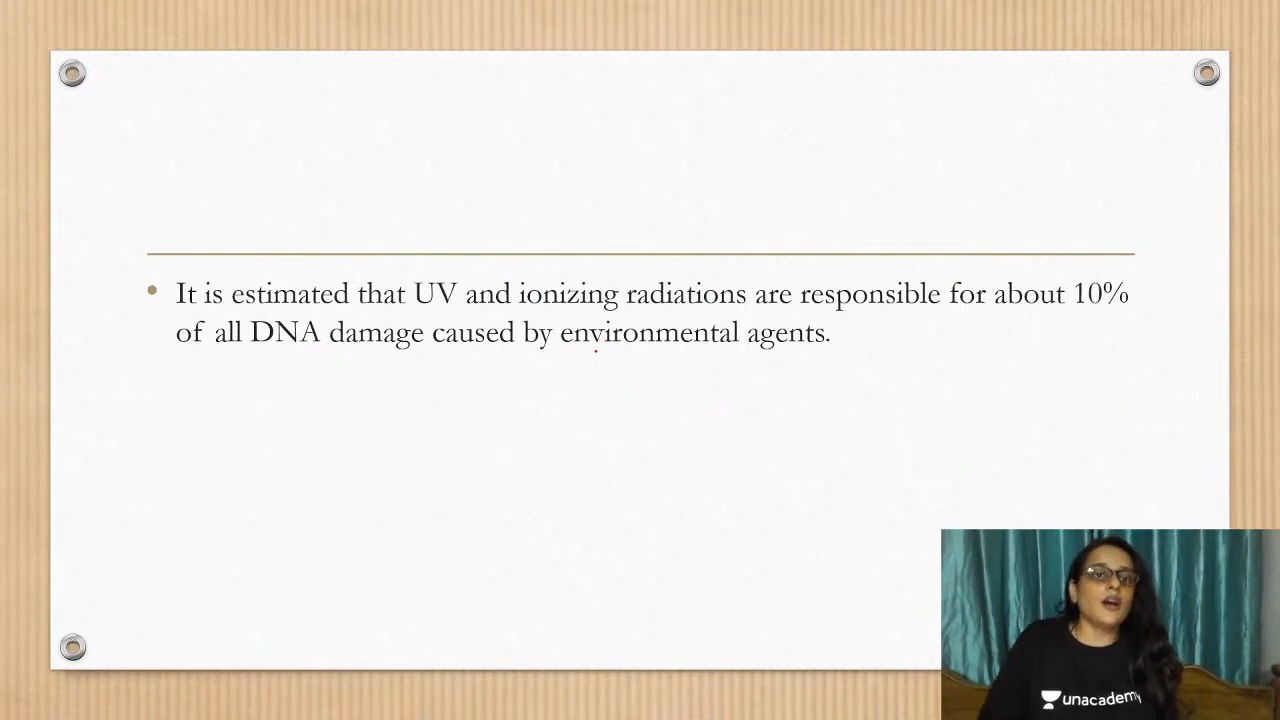 • It is estimated that UV and ionizing radiations are responsible for about 10%
of all DNA damage caused by environmental agents.
unacademy